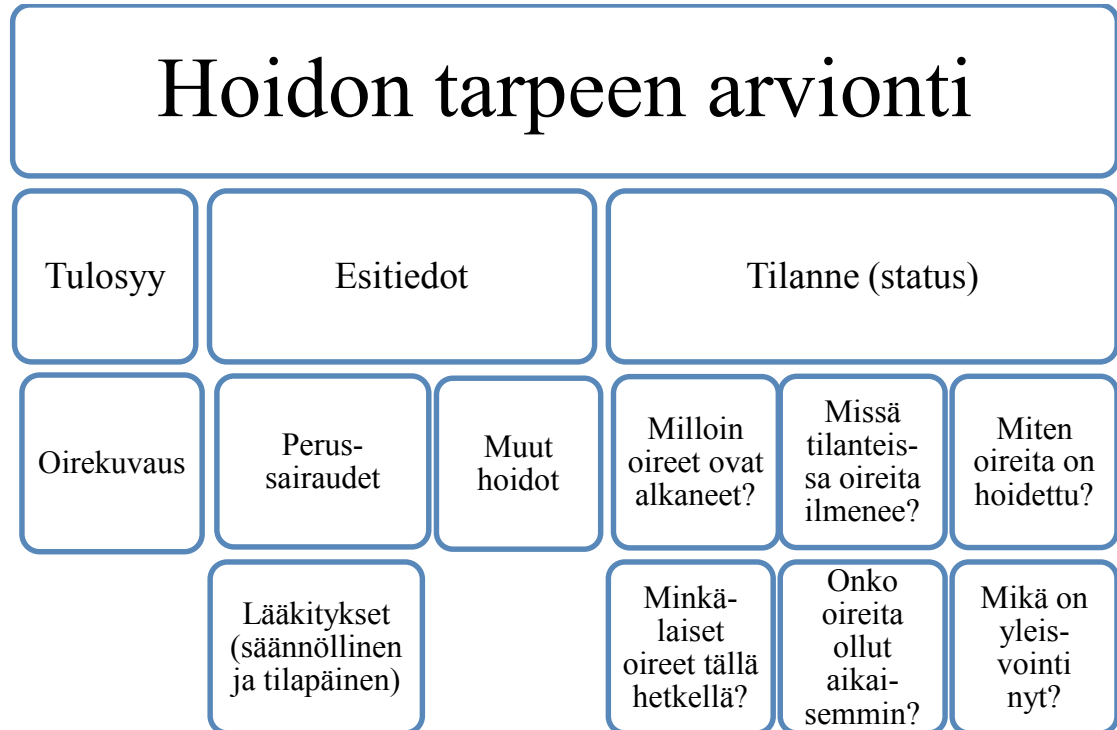 Hoidon tarpeen arvionti
Tulosyy
Esitiedot
Tilanne (status)
Oirekuvaus
Perus-
sairaudet
Muut
hoidot
Milloin
oireet ovat
alkaneet?
Missä
tilanteis-
sa oireita
ilmenee?
Miten
oireita on
hoidettu?
Lääkitykset
(säännöllinen
ja tilapäinen)
Minkä-
laiset
oireet tällä
hetkellä?
Onko
oireita
ollut
aikai-
semmin?
Mikä on
yleis-
vointi
nyt?